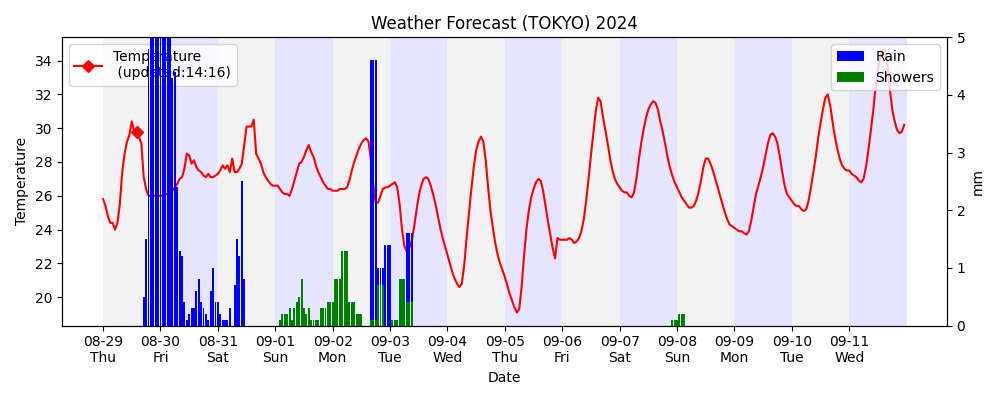 Weather Forecast (TOKYO) 2024
Temperature
(updated:14:16)
Rain
Showers
Temperature
34
32
30
28
26
24
22
20
5
4
3
2
1
0
mm
08-29 08-30 08-31 09-01 09-02 09-03 09-04 09-05 09-06 09-07 09-08 09-09 09-10 09-11
Thu Fri Sat Sun Mon Tue Wed Thu Fri Sat Sun Mon Tue Wed
Date